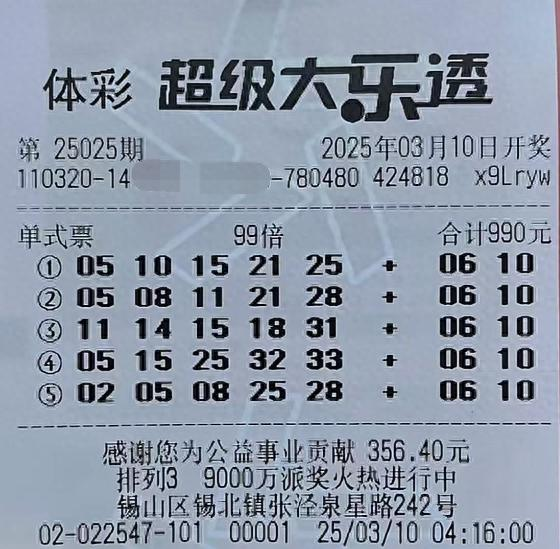 体彩 超级大乐透
第 25025期 2025年03月10日开奖
110320-14 -780480 424818 x9Lryw
单式票 99倍 合计990元
① 05 10 15 21 25 + 06 10
② 05 08 11 21 28 + 06 10
③ 11 14 15 18 31 + 06 10
④ 05 15 25 32 33 + 06 10
⑤ 02 05 08 25 28 + 06 10
感谢您为公益事业贡献 356.40元
排列3 9000万派奖火热进行中
锡山区锡北镇张泾泉星路242号
02-022547-101 00001 25/03/10 04:16:00